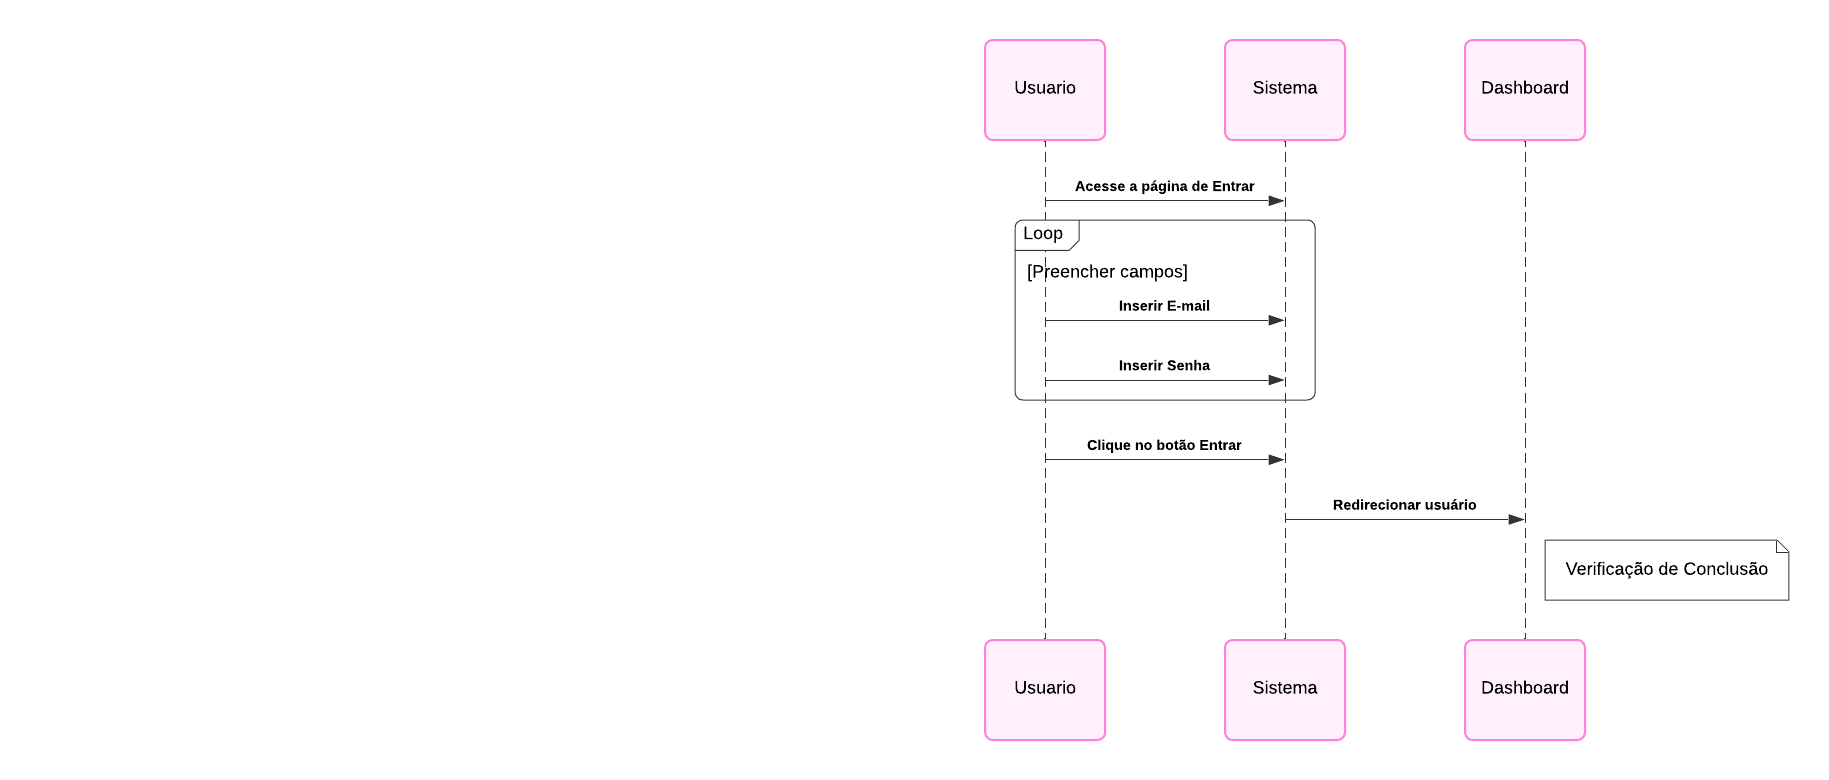 Usuario
Sistema
Dashboard
Acesse a página de Entrar
Loop
[Preencher campos]
Inserir E-mail
Inserir Senha
Clique no botão Entrar
Redirecionar usuário
Verificação de Conclusão
Usuario
Sistema
Dashboard